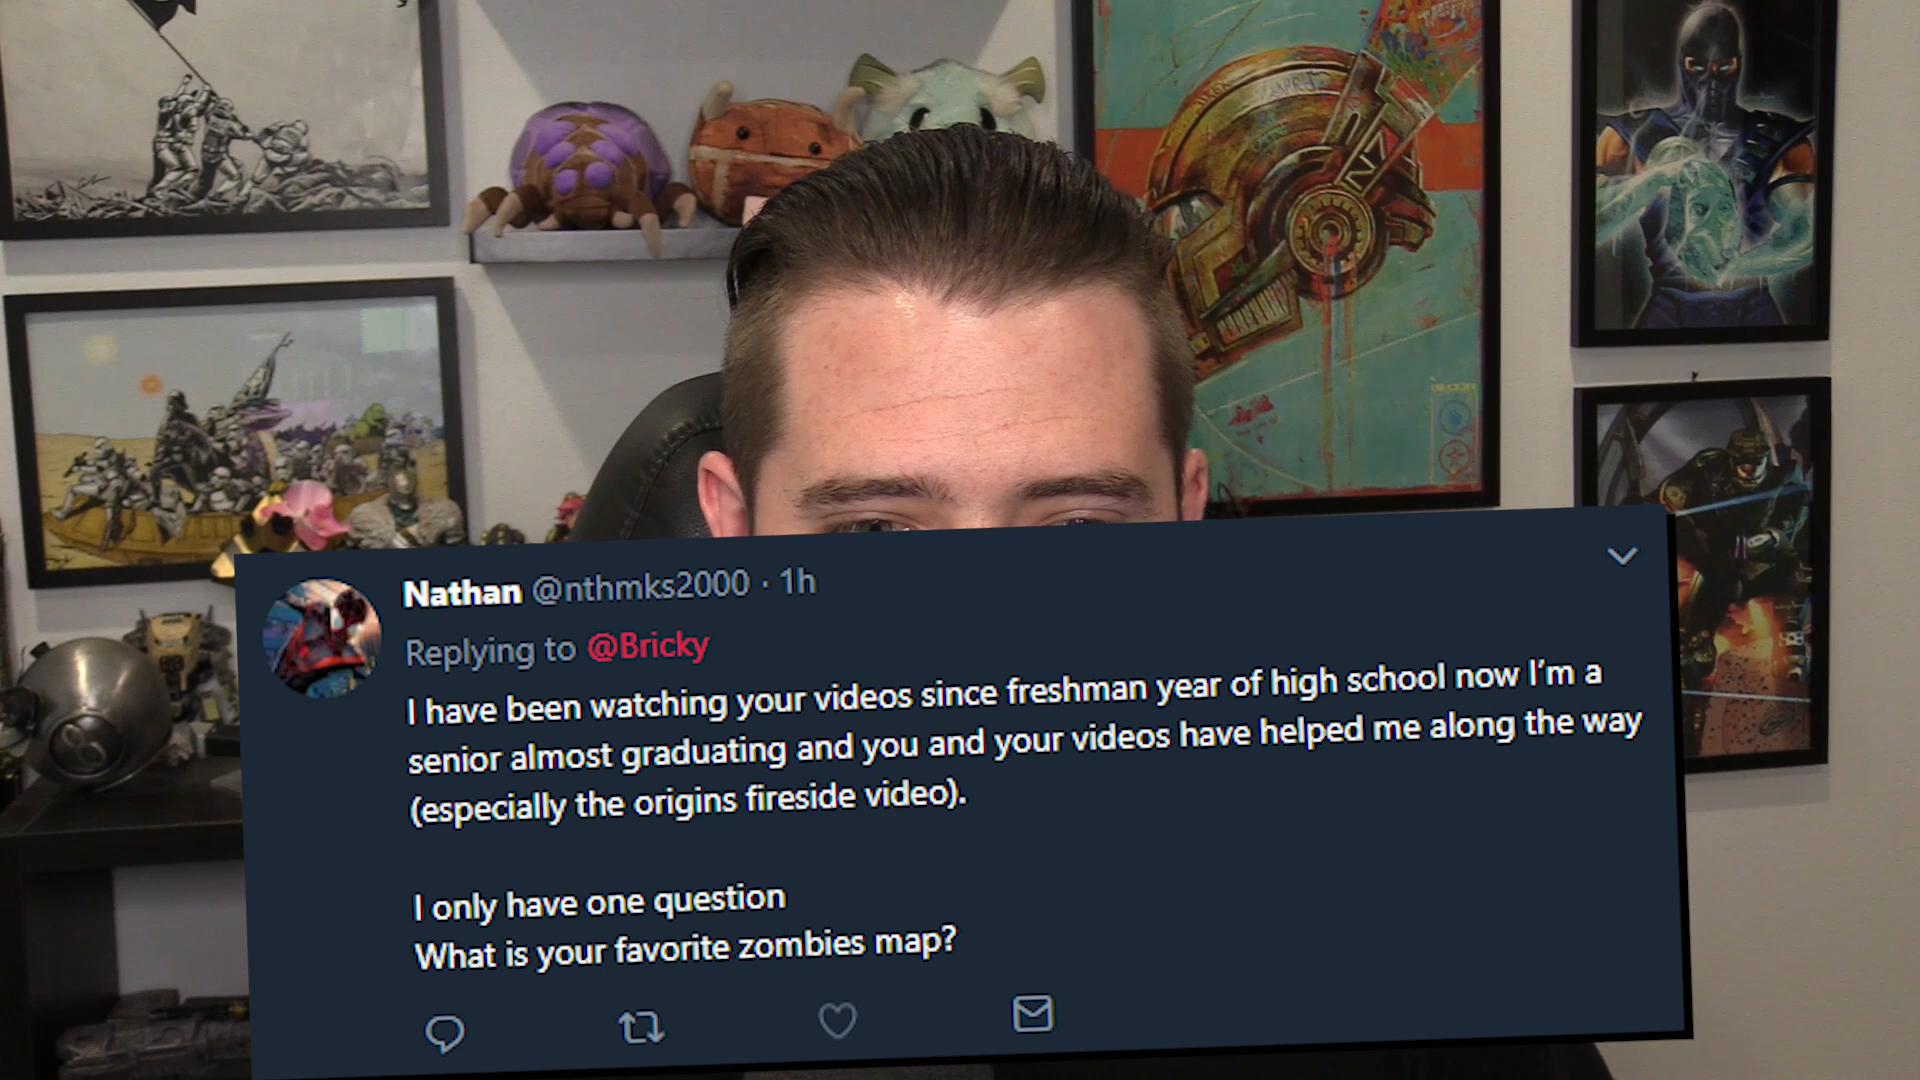 Nathan @nthmks2000 · 1h
Replying to @Bricky
I have been watching your videos since freshman year of high school now I'm a
senior almost graduating and you and your videos have helped me along the way
(especially the origins fireside video).
I only have one question
What is your favorite zombies map?